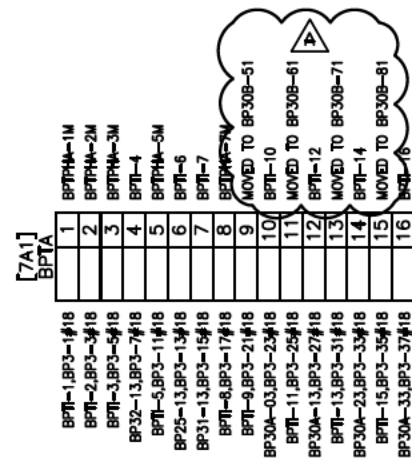 A
[7A1]
BPTA
BPTPHA-1M
1
BPTI-1,BP3-1#18
BPTPHA-2M
2
BPTI-2,BP3-3#18
BPTPHA-3M
3
BPTI-3,BP3-5#18
BPTI-4
4
BP32-13,BP3-7#18
BPTPHA-5M
5
BPTI-5,BP3-11#18
BPTI-6
6
BP25-13,BP3-13#18
BPTI-7
7
BP31-13,BP3-15#18
8
BPTI-8,BP3-17#18
MOVED TO BP30B-51
9
BPTI-9,BP3-21#18
BPTI-10
10
BP30A-03,BP3-23#18
MOVED TO BP30B-61
11
BPTI-11,BP3-25#18
BPTI-12
12
BP30A-13,BP3-27#18
MOVED TO BP30B-71
13
BPTI-13,BP3-31#18
BPTI-14
14
BP30A-23,BP3-33#18
MOVED TO BP30B-81
15
BPTI-15,BP3-35#18
16
BP30A-33,BP3-37#18